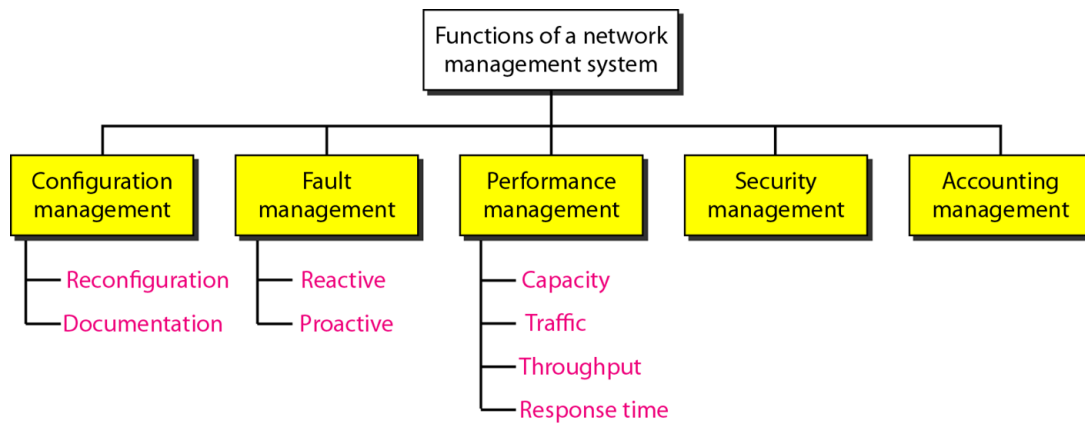 Functions of a network
management system
Configuration
management
Fault
management
Performance
management
Security
management
Accounting
management
Reconfiguration
Documentation
Reactive
Proactive
Capacity
Traffic
Throughput
Response time